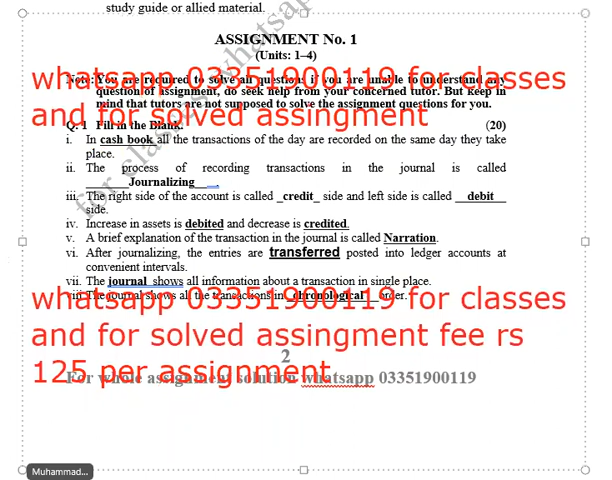 study guide or allied material.
ASSIGNMENT No. 1
(Units: 1–4)
whatsapp 03351900119 for classes
Note: You are required to solve all questions if you are unable to understand any
question of assignment, do seek help from your concerned tutor. But keep in
mind that tutors are not supposed to solve the assignment questions for you.
and for solved assingment
Q. 1 Fill in the Blank. (20)
i. In cash book all the transactions of the day are recorded on the same day they take
place.
ii. The process of recording transactions in the journal is called
_______Journalizing__.
iii. The right side of the account is called _credit_ side and left side is called __debit__
side.
iv. Increase in assets is debited and decrease is credited.
v. A brief explanation of the transaction in the journal is called Narration.
vi. After journalizing, the entries are transferred posted into ledger accounts at
convenient intervals.
vii. The journal shows all information about a transaction in single place.
viii. The journal shows all the transactions in _chronological__ order.
whatsapp 03351900119 for classes
and for solved assingment fee rs
125 per assignment
2
For whole assignment solution whatsapp 03351900119
for classes whatsapp
Muhammad...